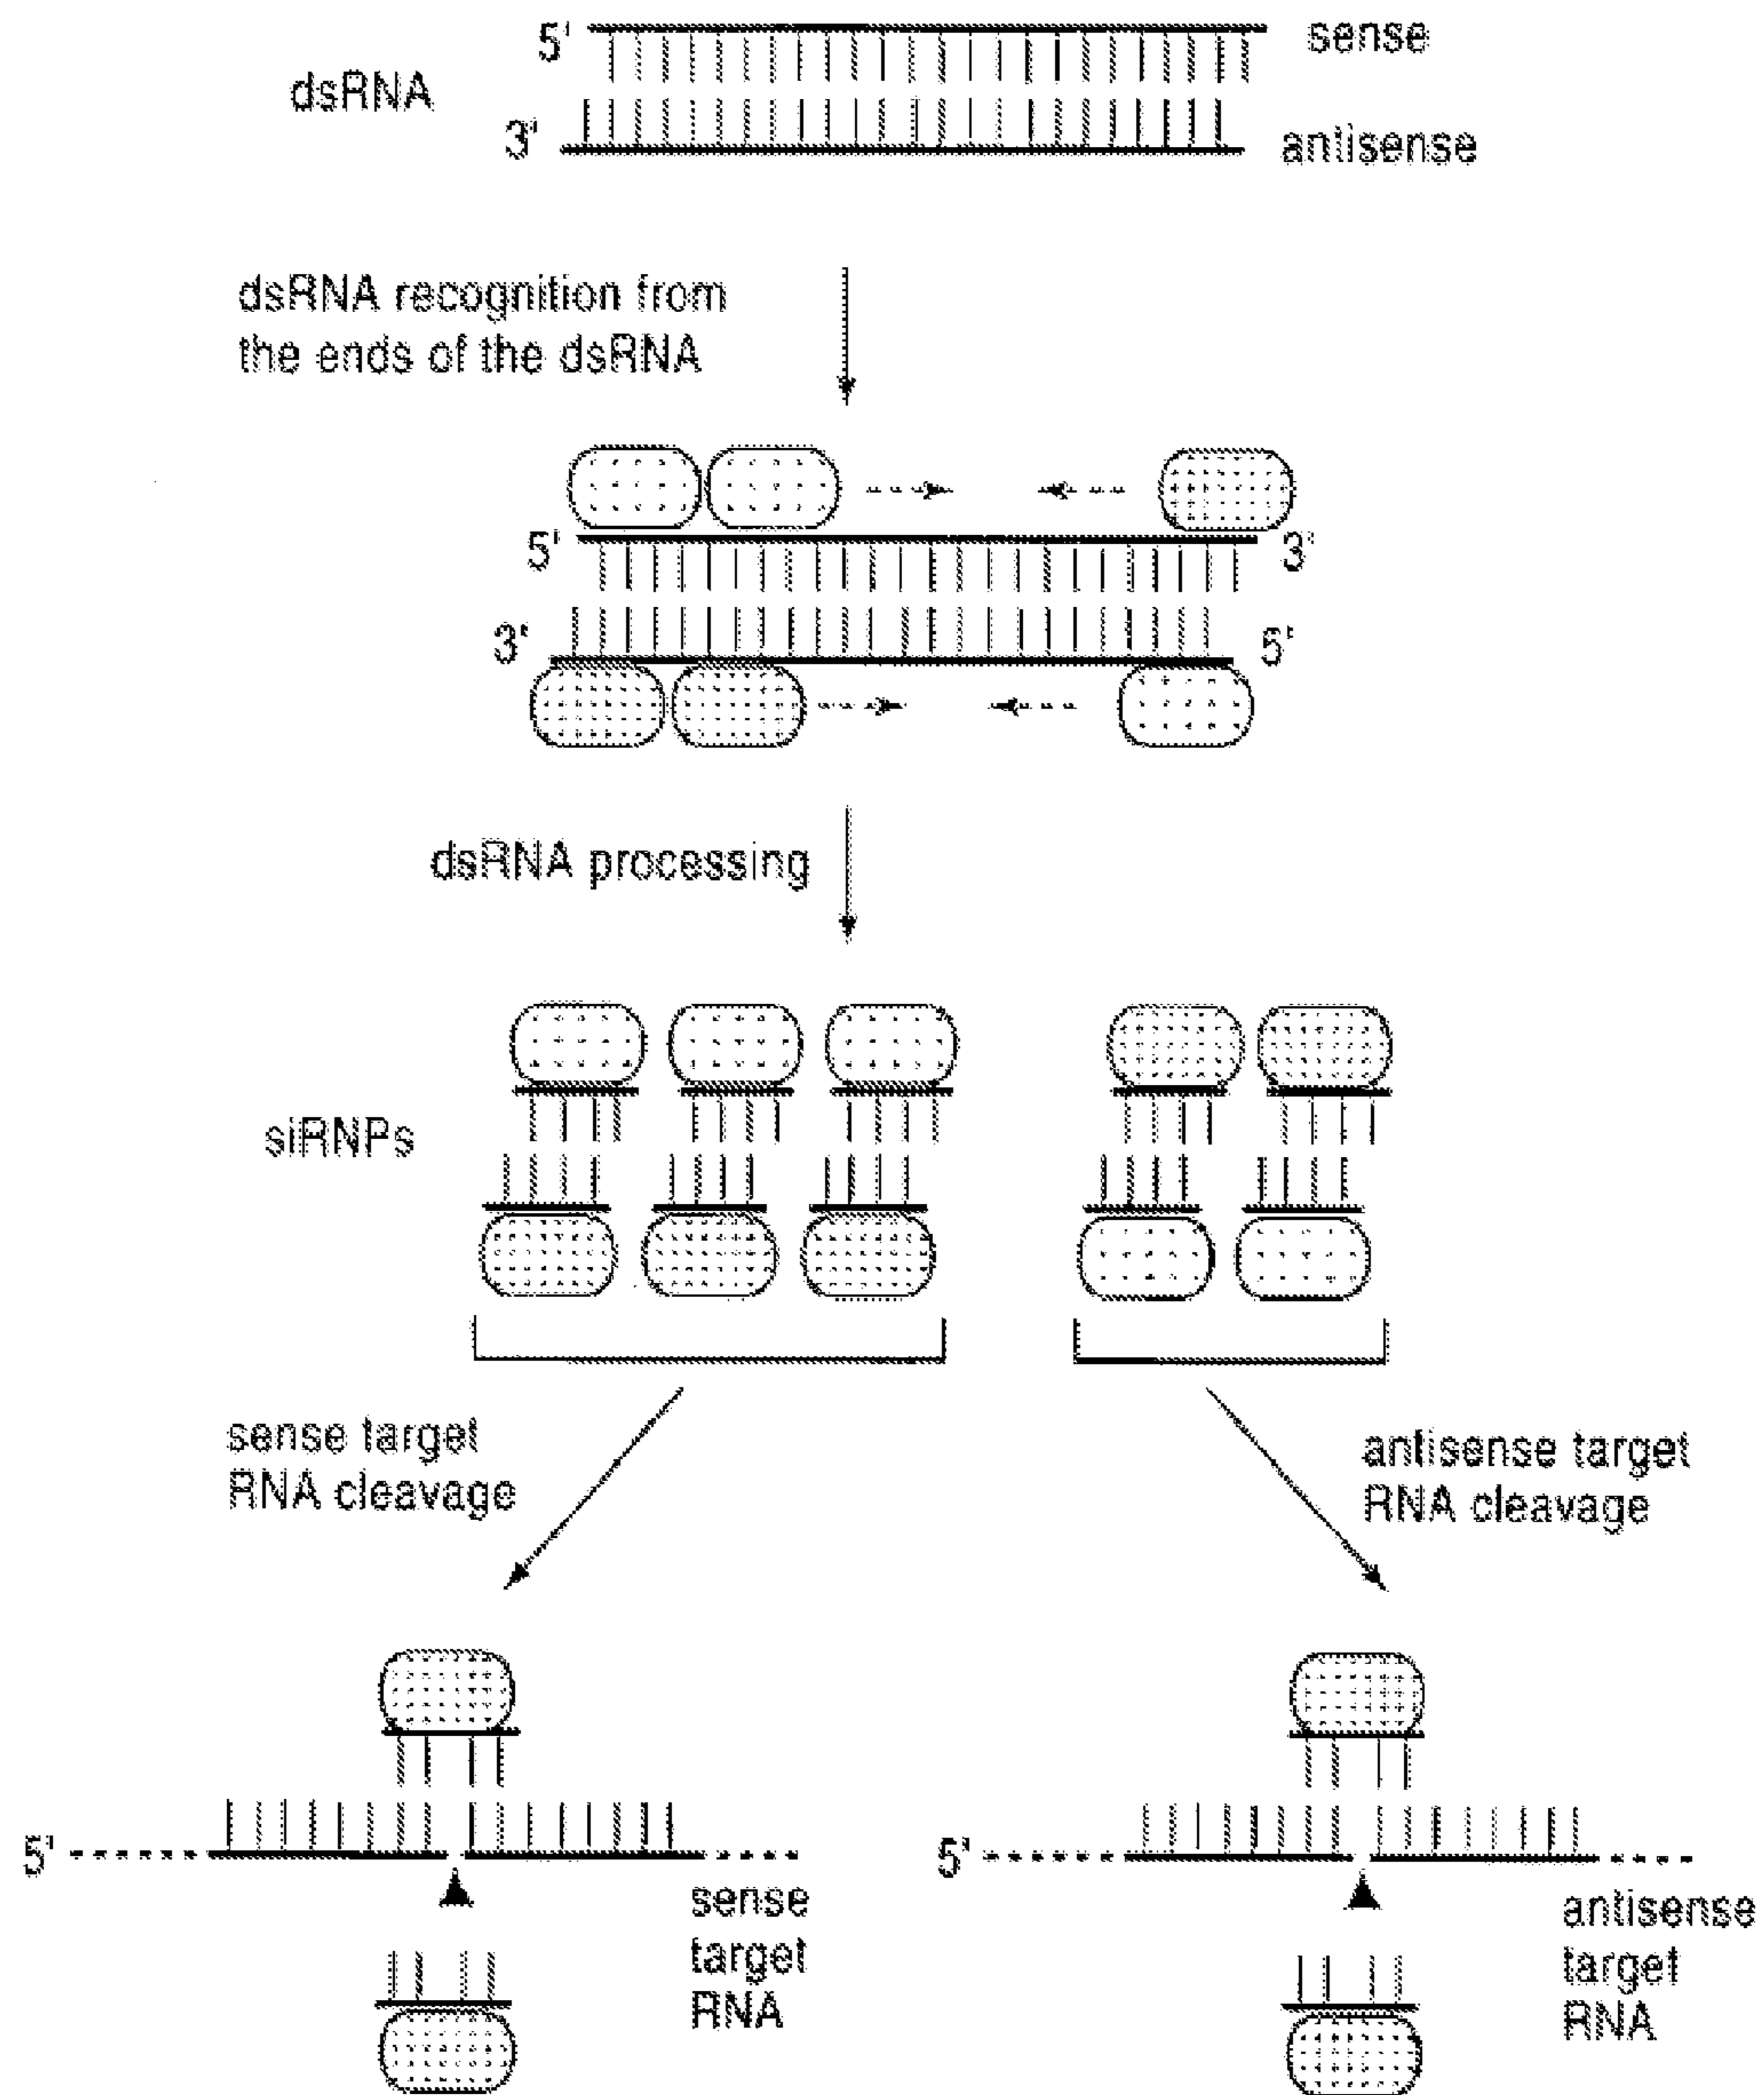 5' sense
dsRNA
3' antisense
dsRNA recognition from
the ends of the dsRNA
5' 3'
3' 5'
dsRNA processing
siRNPs
sense target
RNA cleavage
antisense target
RNA cleavage
5'
sense
target
RNA
5'
antisense
target
RNA